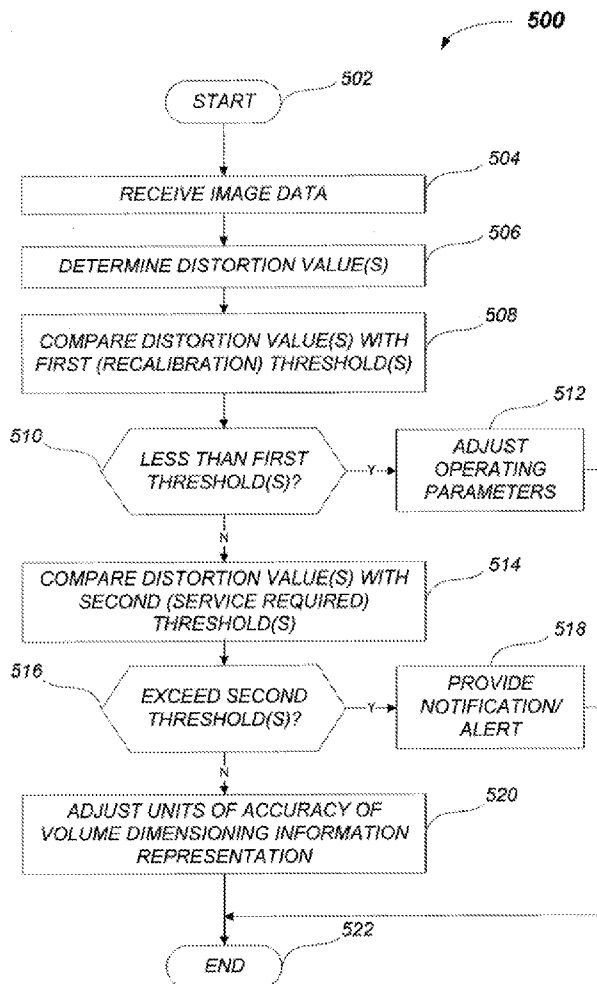 500
START
502
504
RECEIVE IMAGE DATA
506
DETERMINE DISTORTION VALUE(S)
508
COMPARE DISTORTION VALUE(S) WITH
FIRST (RECALIBRATION) THRESHOLD(S)
510
LESS THAN FIRST
THRESHOLD(S)?
Y
512
ADJUST
OPERATING
PARAMETERS
N
514
COMPARE DISTORTION VALUE(S) WITH
SECOND (SERVICE REQUIRED)
THRESHOLD(S)
516
EXCEED SECOND
THRESHOLD(S)?
Y
518
PROVIDE
NOTIFICATION/
ALERT
N
520
ADJUST UNITS OF ACCURACY OF
VOLUME DIMENSIONING INFORMATION
REPRESENTATION
522
END